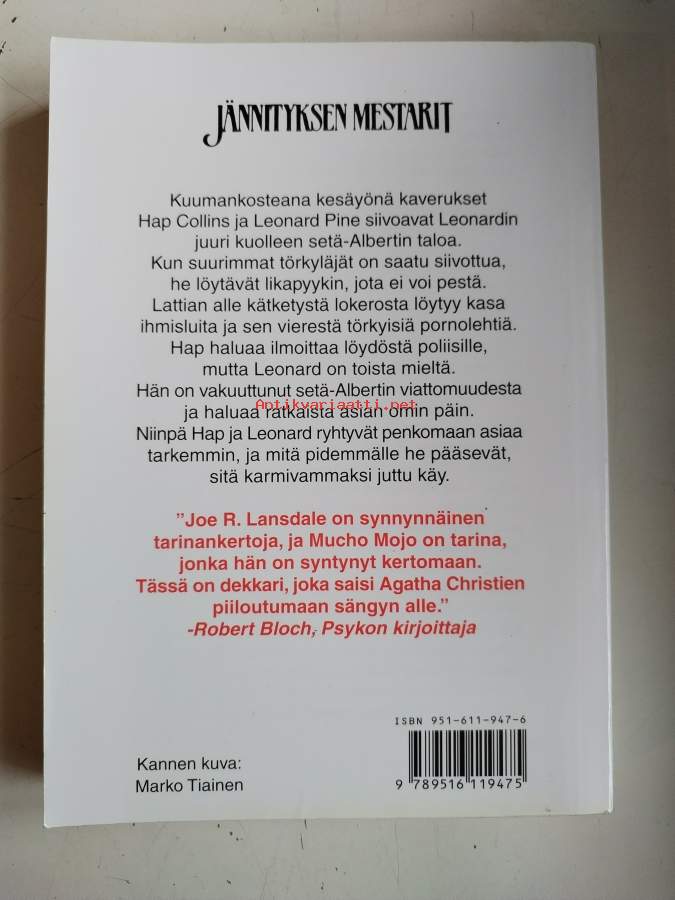 JÄNNITYKSEN MESTARIT
Kuumankosteana kesäyönä kaverukset
Hap Collins ja Leonard Pine siivoavat Leonardin
juuri kuolleen setä-Albertin taloa.
Kun suurimmat törkyläjät on saatu siivottua,
he löytävät likapyykin, jota ei voi pestä.
Lattian alle kätketystä lokerosta löytyy kasa
ihmisluita ja sen vierestä törkyisiä pornolehtiä.
Hap haluaa ilmoittaa löydöstä poliisille,
mutta Leonard on toista mieltä.
Hän on vakuuttunut setä-Albertin viattomuudesta
ja haluaa ratkaista asian omin päin.
Antikvariaatti.net
Niinpä Hap ja Leonard ryhtyvät penkomaan asiaa
tarkemmin, ja mitä pidemmälle he pääsevät,
sitä karmivammaksi juttu käy.
”Joe R. Lansdale on synnynnäinen
tarinankertoja, ja Mucho Mojo on tarina,
jonka hän on syntynyt kertomaan.
Tässä on dekkari, joka saisi Agatha Christien
piiloutumaan sängyn alle.”
-Robert Bloch, Psykon kirjoittaja
ISBN 951-611-947-6
9 789516 119475
Kannen kuva:
Marko Tiainen